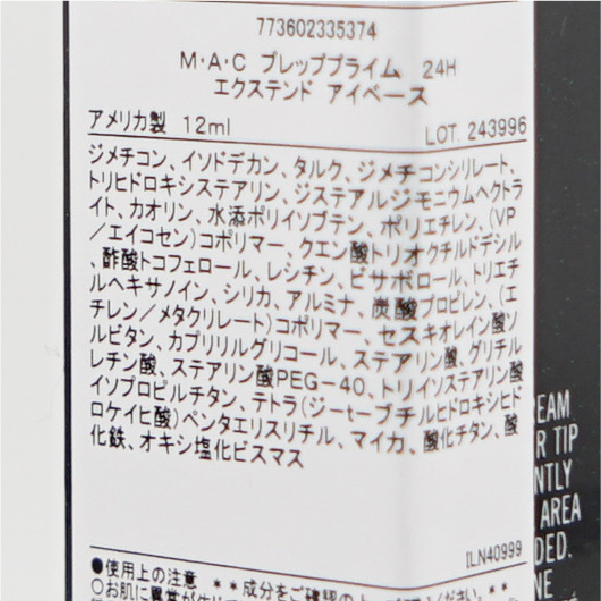 773602335374
M・A・C プレッププライム 24H
エクステンド アイベース
アメリカ製 12ml LOT. 243996
ジメチコン、イソドデカン、タルク、ジメチコンシリレート、
トリヒドロキシステアリン、ジステアルジモニウムヘクトラ
イト、カオリン、水添ポリイソブテン、ポリエチレン、(VP
/エイコセン)コポリマー、クエン酸トリオクチルドデシル
、酢酸トコフェロール、レシチン、ビサボロール、トリエチ
ルヘキサノイン、シリカ、アルミナ、炭酸プロピレン、(エ
チレン/メタクリレート)コポリマー、セスキオレイン酸ソ
ルビタン、カプリリルグリコール、ステアリン酸、グリチル
レチン酸、ステアリン酸PEG-40、トリイソステアリン酸
イソプロピルチタン、テトラ(ジーtーブチルヒドロキシヒド
ロケイヒ酸)ペンタエリスリチル、マイカ、酸化チタン、酸
化鉄、オキシ塩化ビスマス
ILN40999
●使用上の注意 **成分をご確認の上
EAM
R TIP
NTLY
AREA
DED.
NE